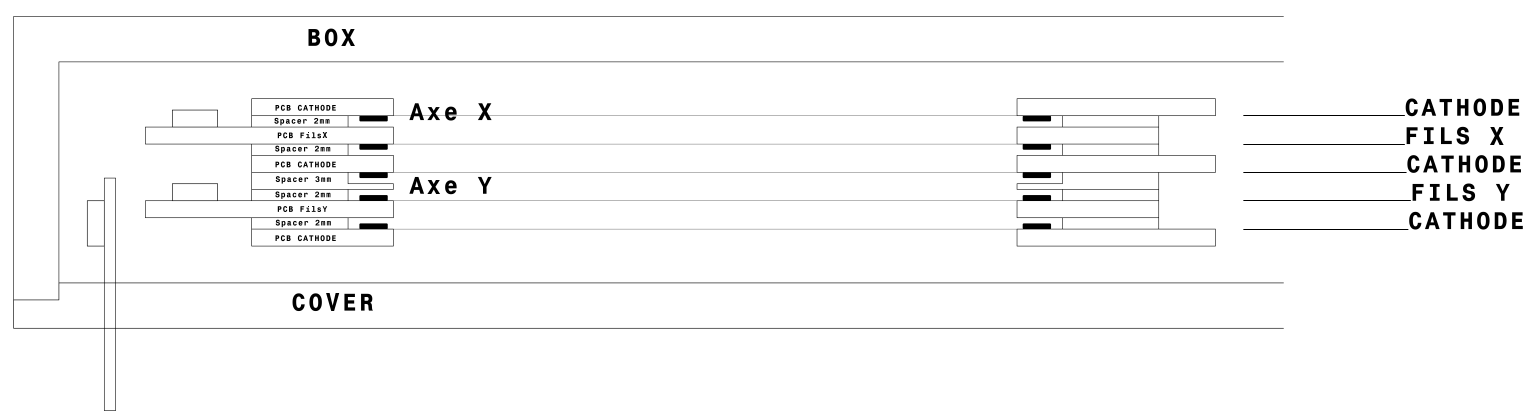 BOX
PCB CATHODE
Axe X
Spacer 2mm
PCB FilsX
Spacer 2mm
PCB CATHODE
Spacer 3mm
Axe Y
Spacer 2mm
PCB FilsY
Spacer 2mm
PCB CATHODE
COVER
CATHODE
FILS X
CATHODE
FILS Y
CATHODE